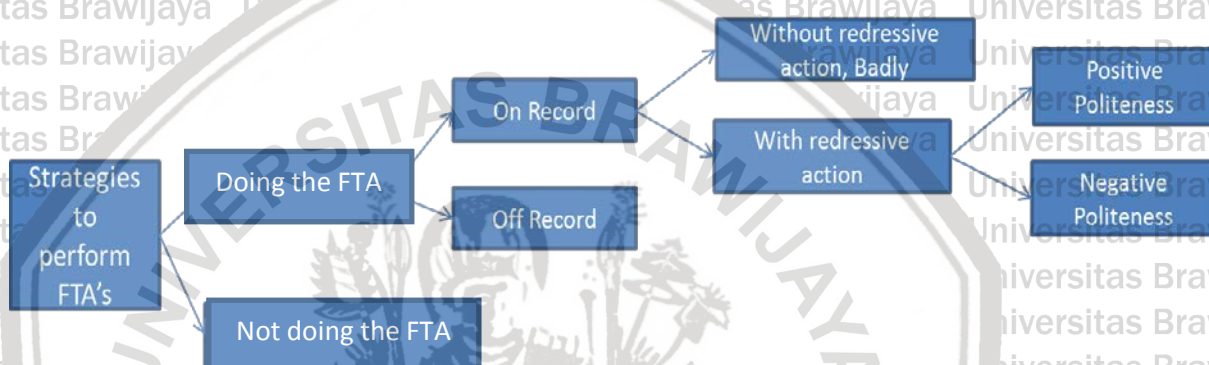 Strategies
to
perform
FTA's
Doing the FTA
Not doing the FTA
On Record
Off Record
Without redressive
action, Badly
With redressive
action
Positive
Politeness
Negative
Politeness
UNIVERSITAS BRAWIJAYA